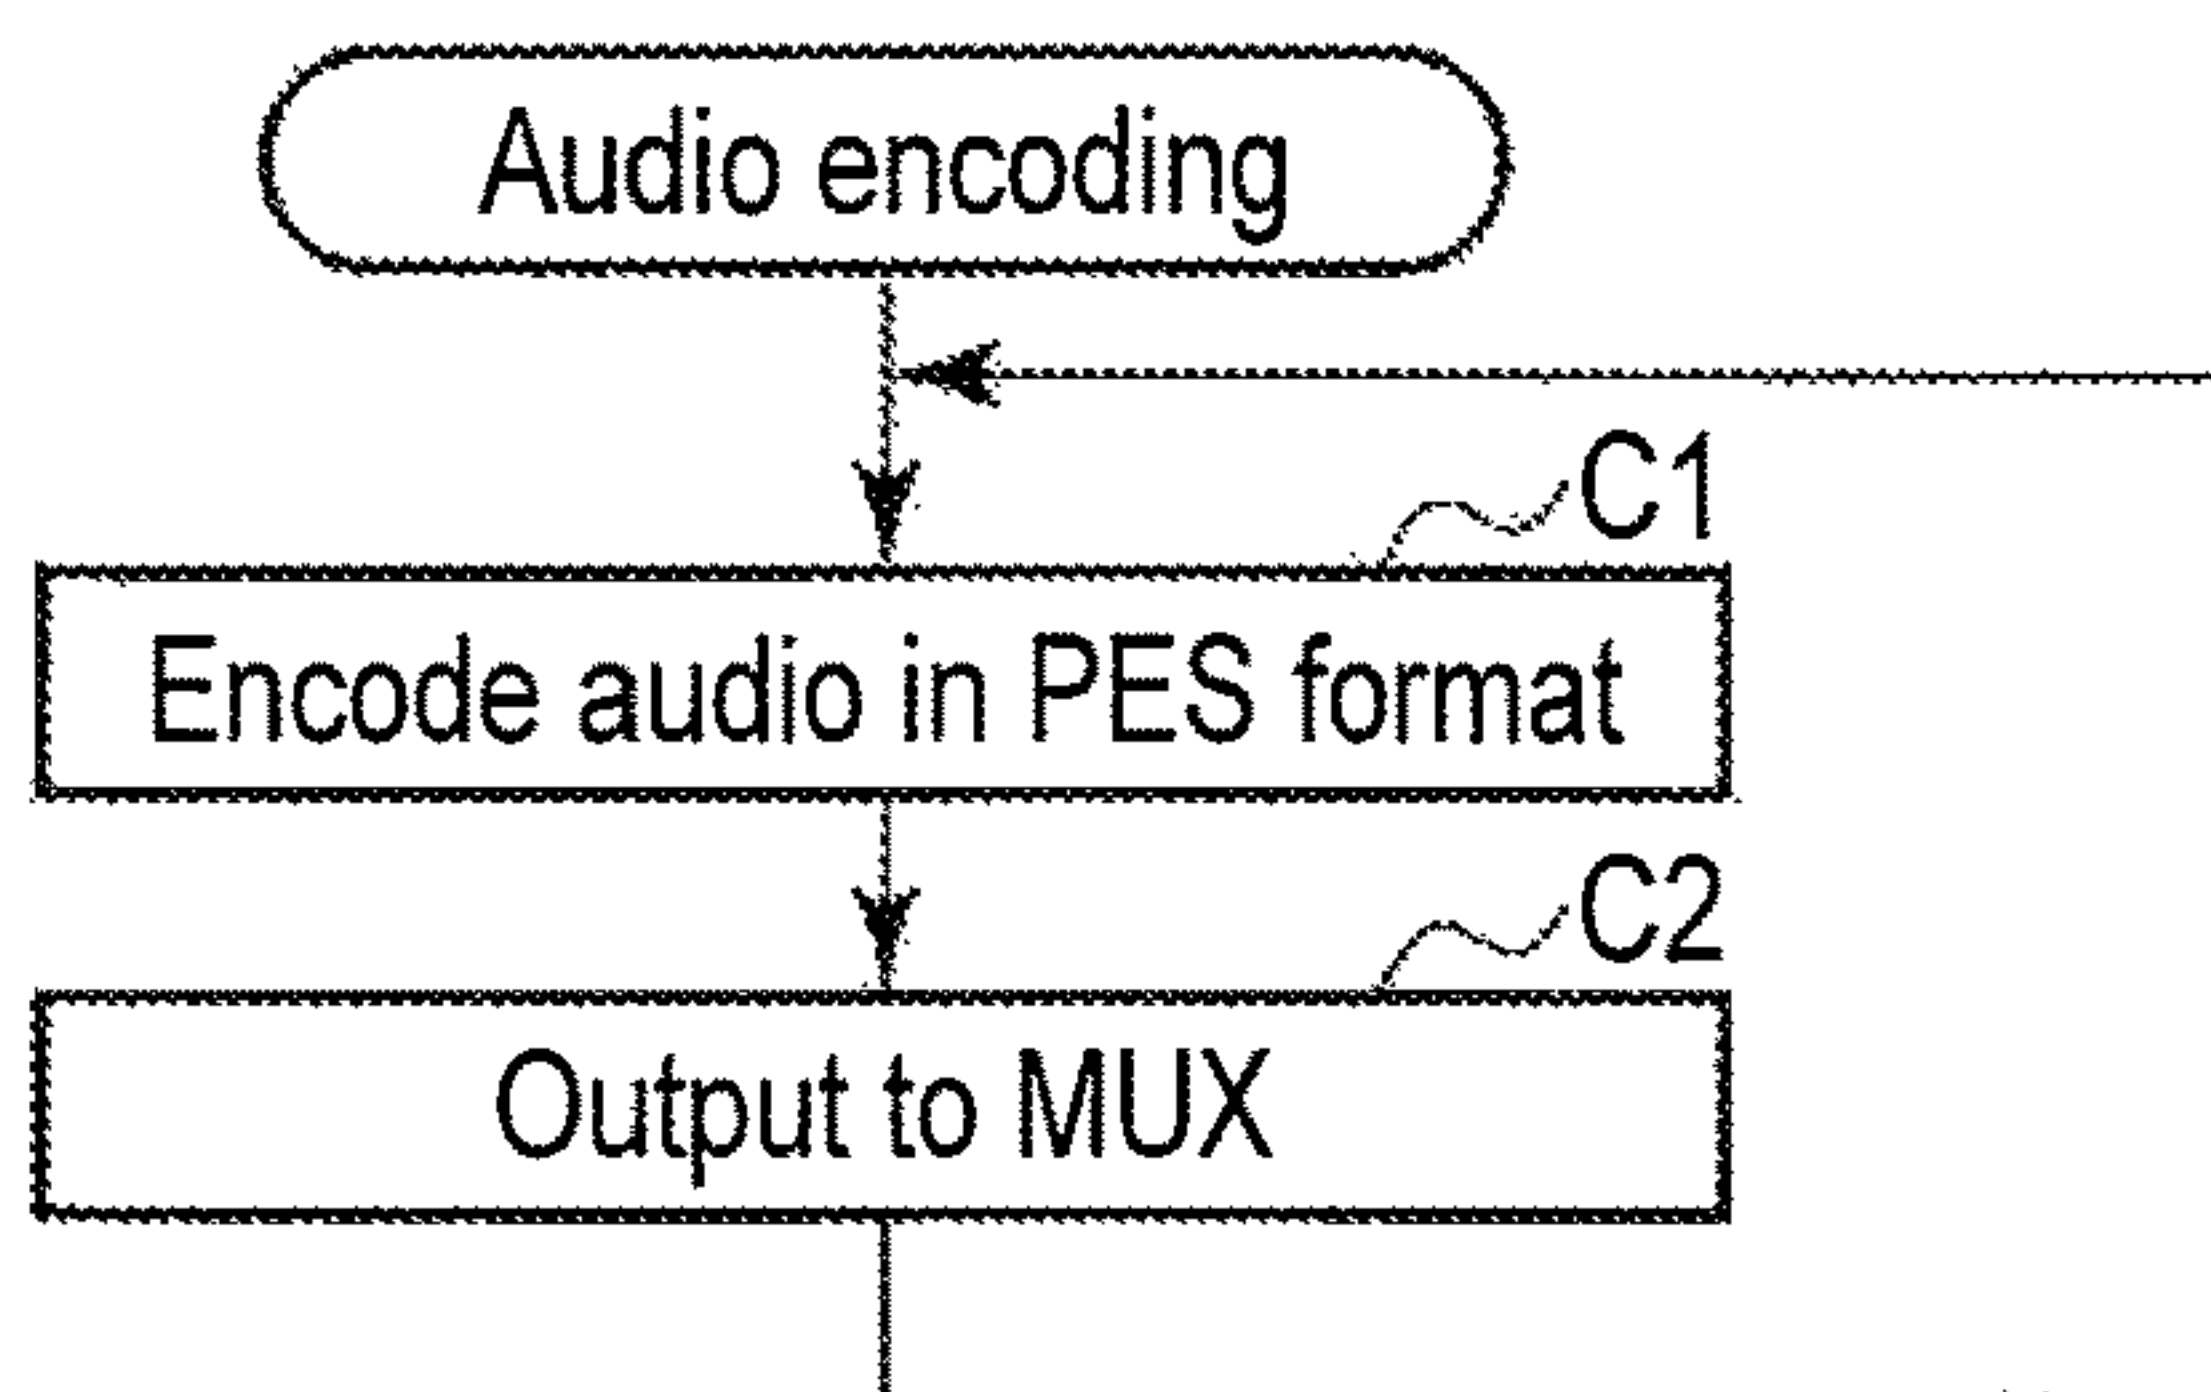 Audio encoding
C1
Encode audio in PES format
C2
Output to MUX